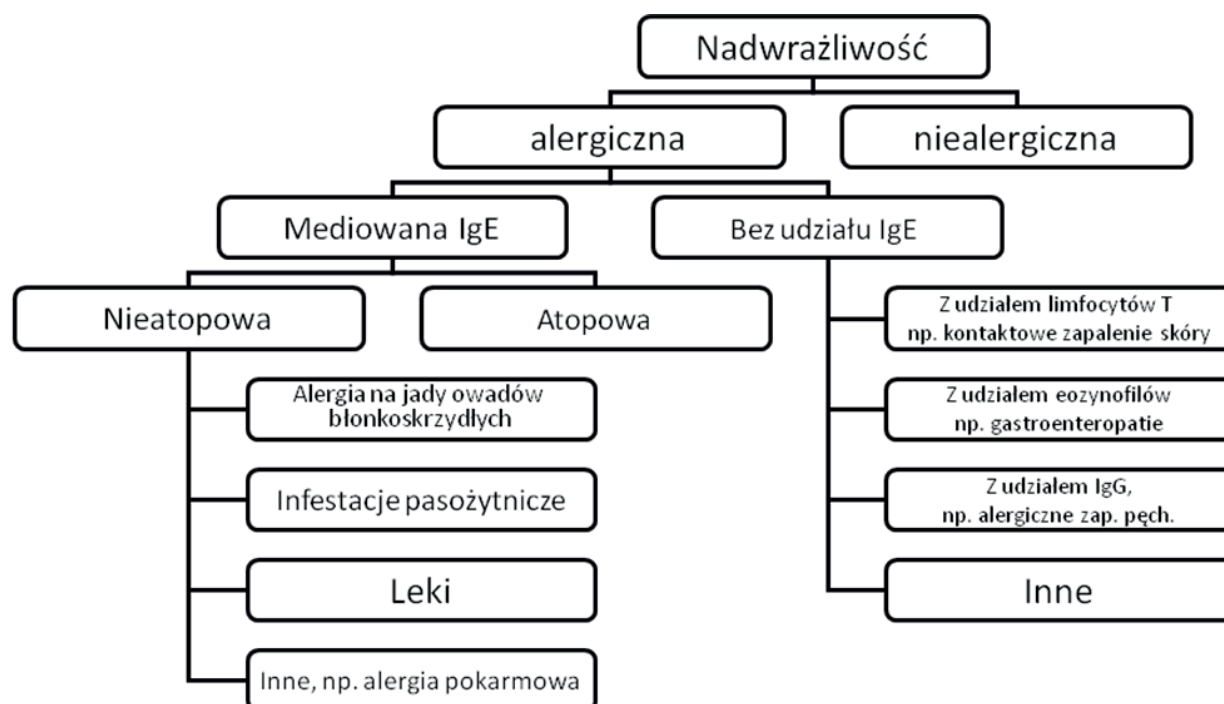 Nadwrażliwość
alergiczna
niealergiczna
Mediowana IgE
Bez udziału IgE
Nieatopowa
Atopowa
Alergia na jady owadów
błonkoskrzydłych
Infestacje pasożytnicze
Leki
Inne, np. alergia pokarmowa
Z udziałem limfocytów T
np. kontaktowe zapalenie skóry
Z udziałem eozynofilów
np. gastroenteropatie
Z udziałem IgG,
np. alergiczne zap. pęch.
Inne